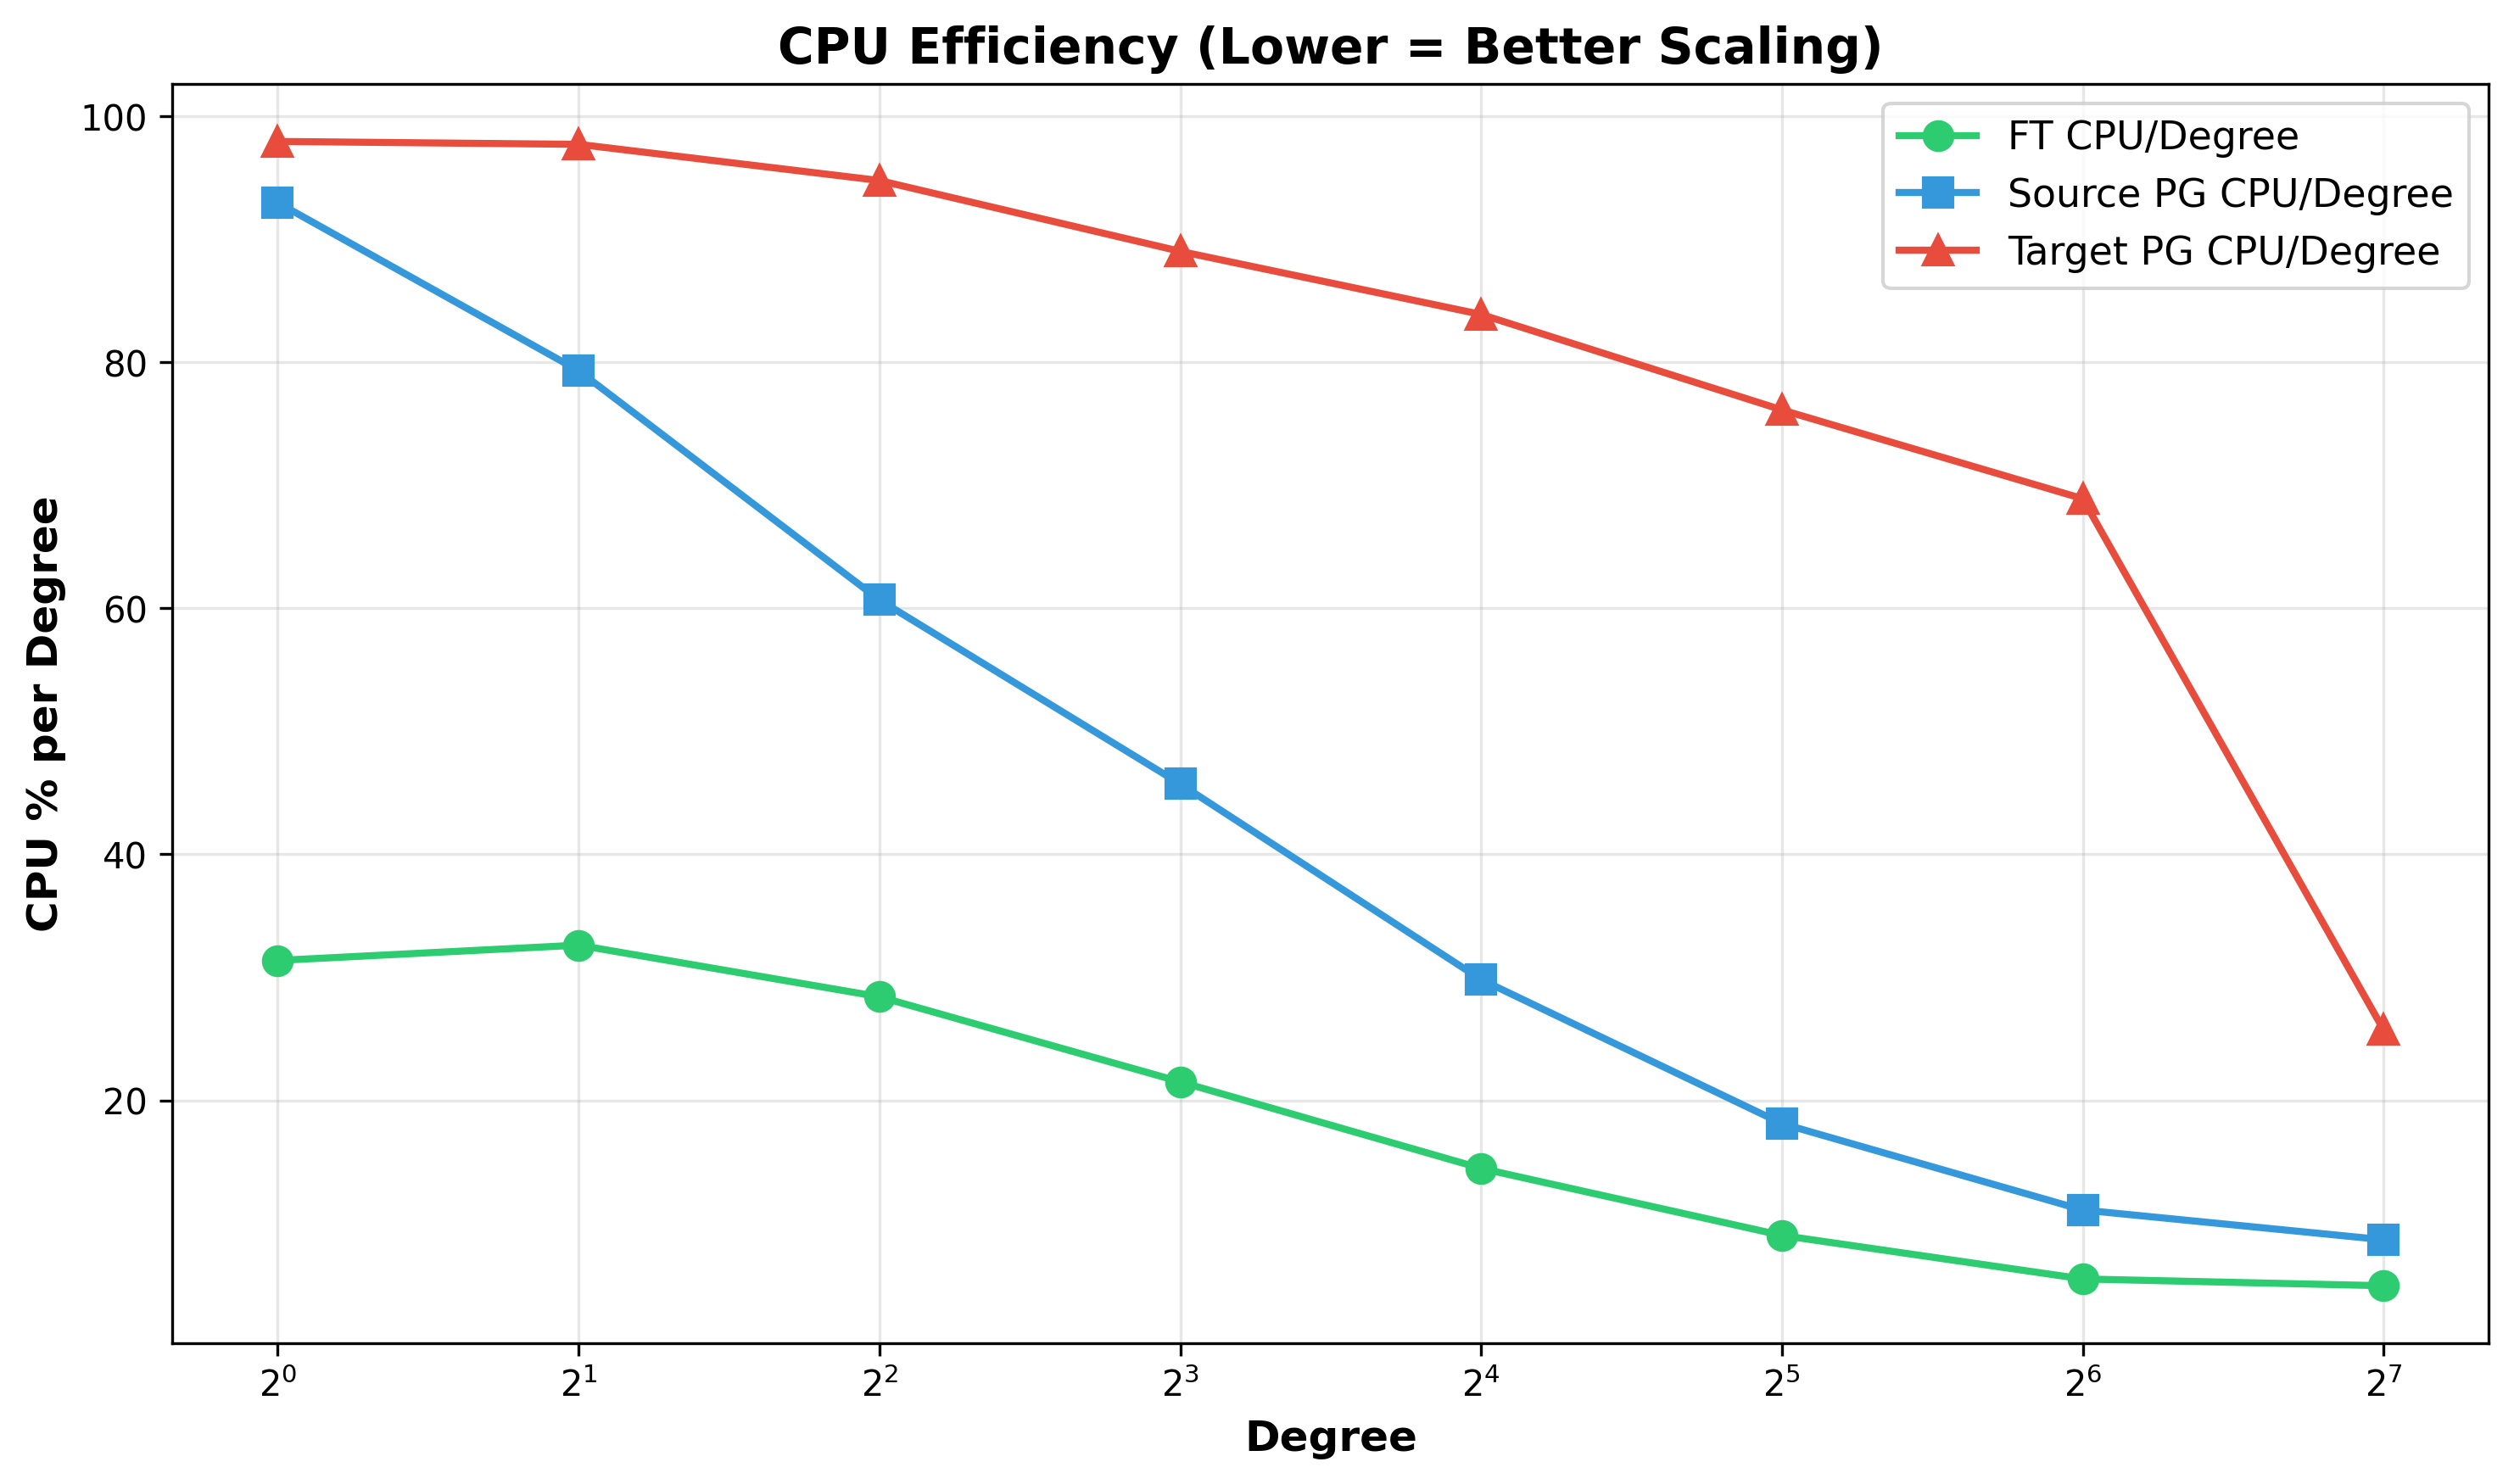 CPU Efficiency (Lower = Better Scaling)
FT CPU/Degree
Source PG CPU/Degree
Target PG CPU/Degree
CPU % per Degree
100
80
60
40
20
2⁰ 2¹ 2² 2³ 2⁴ 2⁵ 2⁶ 2⁷
Degree